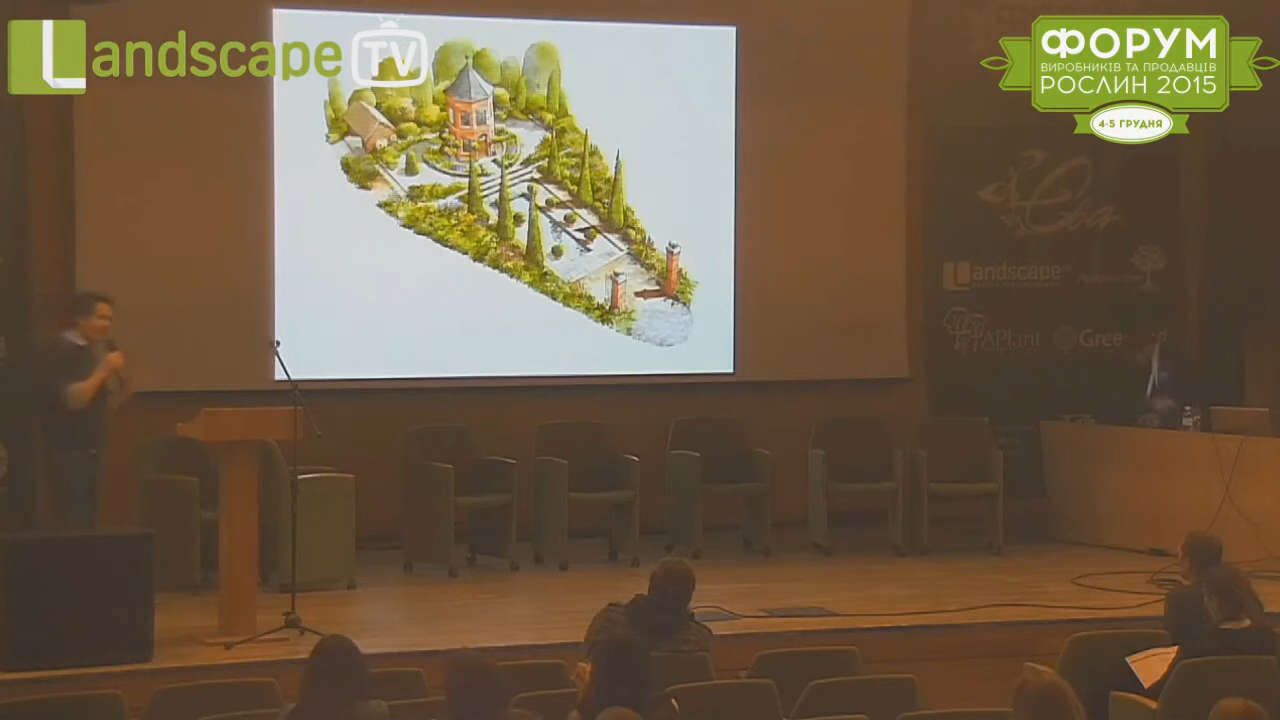 Landscape TV
ФОРУМ
ВИРОБНИКІВ ТА ПРОДАВЦІВ
РОСЛИН 2015
4-5 ГРУДНЯ
Landscape
APlant